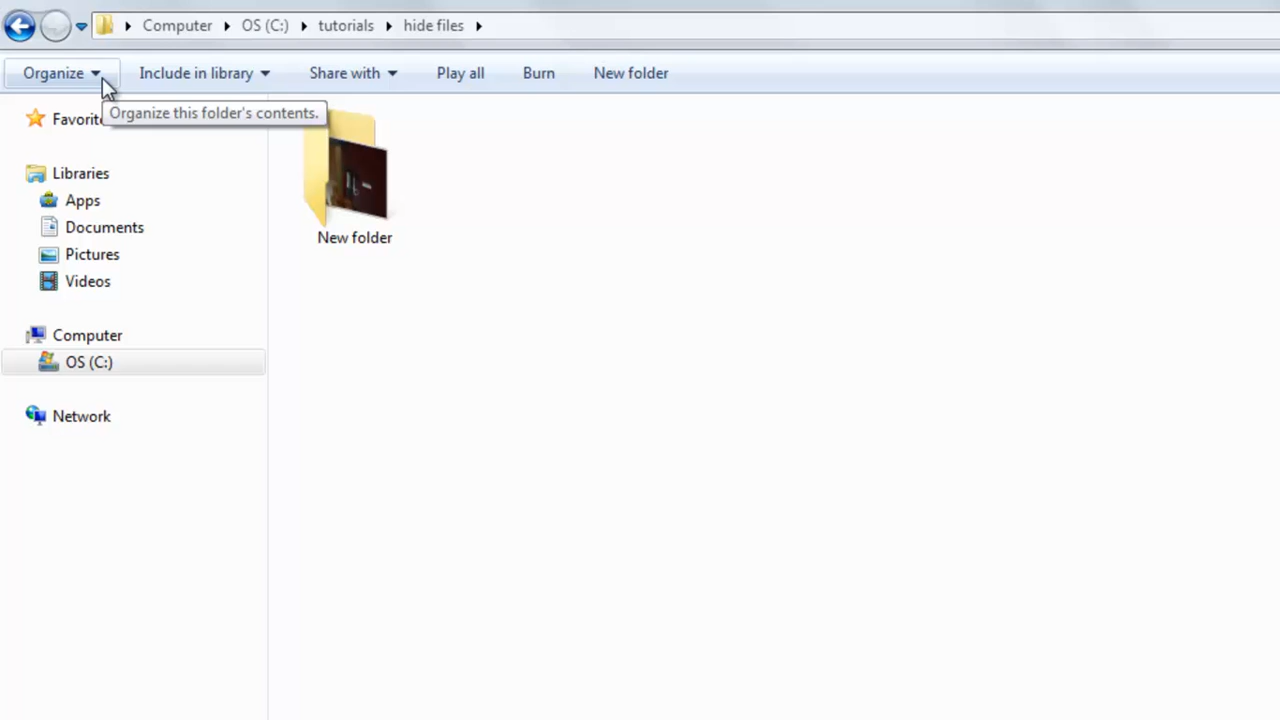 Computer OS (C:) tutorials hide files
Organize Include in library Share with Play all Burn New folder
Organize this folder's contents.
Favorite
Libraries
Apps
Documents
Pictures
Videos
Computer
OS (C:)
Network
New folder